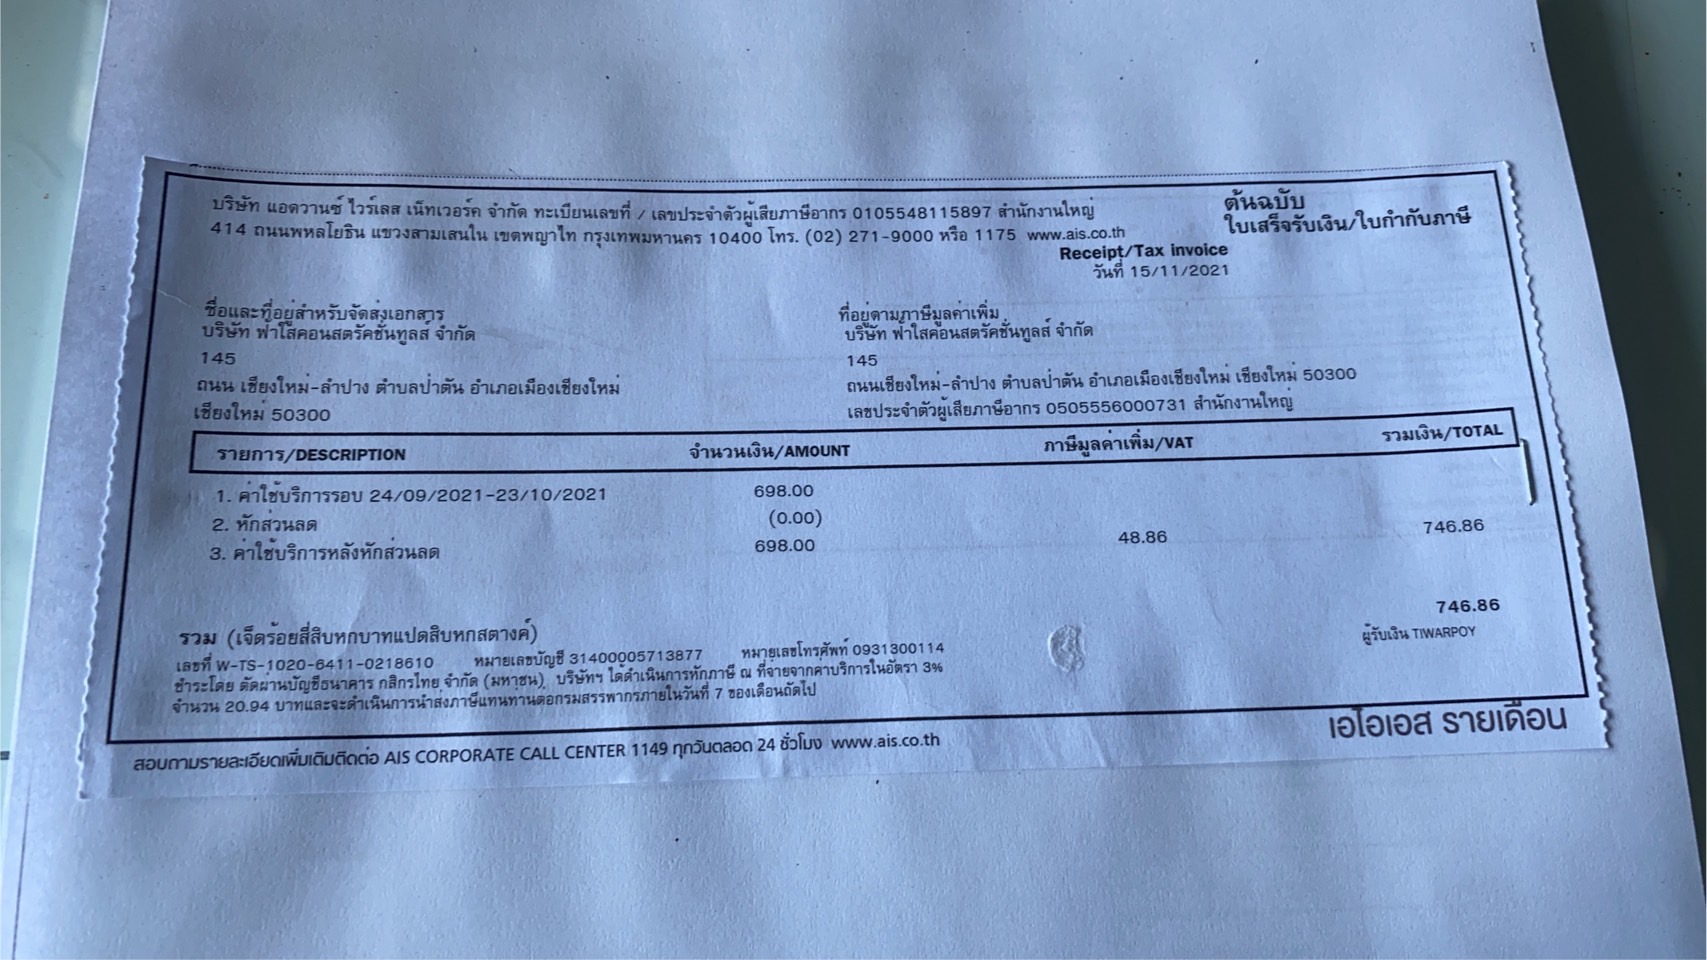 บริษัท แอดวานซ์ ไวร์เลส เน็ทเวอร์ค จำกัด ทะเบียนเลขที่ / เลขประจำตัวผู้เสียภาษีอากร 0105548115897 สำนักงานใหญ่
414 ถนนพหลโยธิน แขวงสามเสนใน เขตพญาไท กรุงเทพมหานคร 10400 โทร. (02) 271-9000 หรือ 1175 www.ais.co.th
ต้นฉบับ
ใบเสร็จรับเงิน/ใบกำกับภาษี
Receipt/Tax invoice
วันที่ 15/11/2021
ชื่อและที่อยู่สำหรับจัดส่งเอกสาร
บริษัท ฟ้าใสคอนสตรัคชั่นทูลส์ จำกัด
145
ถนน เชียงใหม่-ลำปาง ตำบลป่าตัน อำเภอเมืองเชียงใหม่
เชียงใหม่ 50300
ที่อยู่ตามภาษีมูลค่าเพิ่ม
บริษัท ฟ้าใสคอนสตรัคชั่นทูลส์ จำกัด
145
ถนนเชียงใหม่-ลำปาง ตำบลป่าตัน อำเภอเมืองเชียงใหม่ เชียงใหม่ 50300
เลขประจำตัวผู้เสียภาษีอากร 0505556000731 สำนักงานใหญ่
รายการ/DESCRIPTION จำนวนเงิน/AMOUNT ภาษีมูลค่าเพิ่ม/VAT รวมเงิน/TOTAL
1. ค่าใช้บริการรอบ 24/09/2021-23/10/2021 698.00
2. หักส่วนลด (0.00)
3. ค่าใช้บริการหลังหักส่วนลด 698.00 48.86 746.86
รวม (เจ็ดร้อยสี่สิบหกบาทแปดสิบหกสตางค์) 746.86
เลขที่ W-TS-1020-6411-0218610 หมายเลขบัญชี 31400005713877 หมายเลขโทรศัพท์ 0931300114 ผู้รับเงิน TIWARPOY
ชำระโดย ตัดผ่านบัญชีธนาคาร กสิกรไทย จำกัด (มหาชน) บริษัทฯ ได้ดำเนินการหักภาษี ณ ที่จ่ายจากค่าบริการในอัตรา 3%
จำนวน 20.94 บาทและจะดำเนินการนำส่งภาษีแทนท่านต่อกรมสรรพากรภายในวันที่ 7 ของเดือนถัดไป
เอไอเอส รายเดือน
สอบถามรายละเอียดเพิ่มเติมติดต่อ AIS CORPORATE CALL CENTER 1149 ทุกวันตลอด 24 ชั่วโมง www.ais.co.th